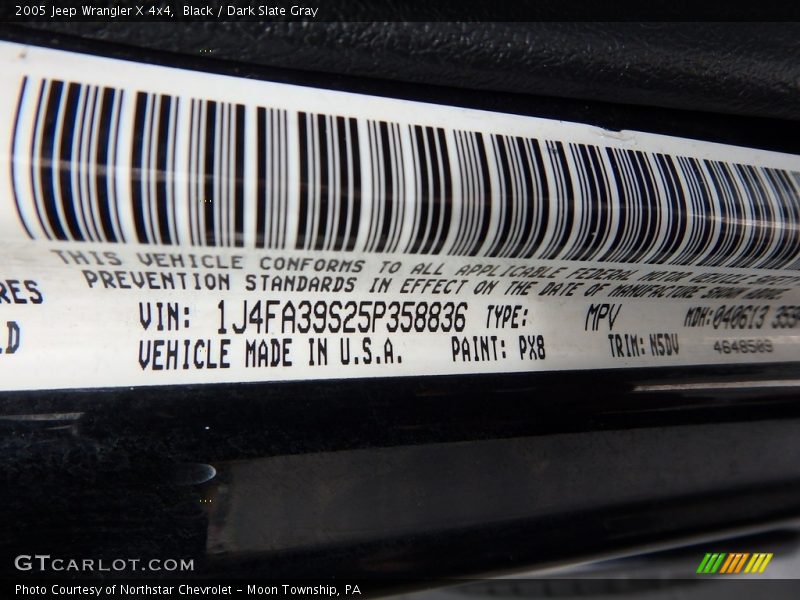 2005 Jeep Wrangler X 4x4,  Black / Dark Slate Gray
THIS VEHICLE CONFORMS TO ALL APPLICABLE FEDERAL MOTOR
PREVENTION STANDARDS IN EFFECT ON THE DATE OF MANUFACTURE SHOWN ABOVE.
RES
VIN: 1J4FA39S25P358836 TYPE: MPV MDH: 040613
LD
VEHICLE MADE IN U.S.A. PAINT: PX8 TRIM: N5DV 4648509
GTCARLOT.COM
Photo Courtesy of Northstar Chevrolet – Moon Township, PA